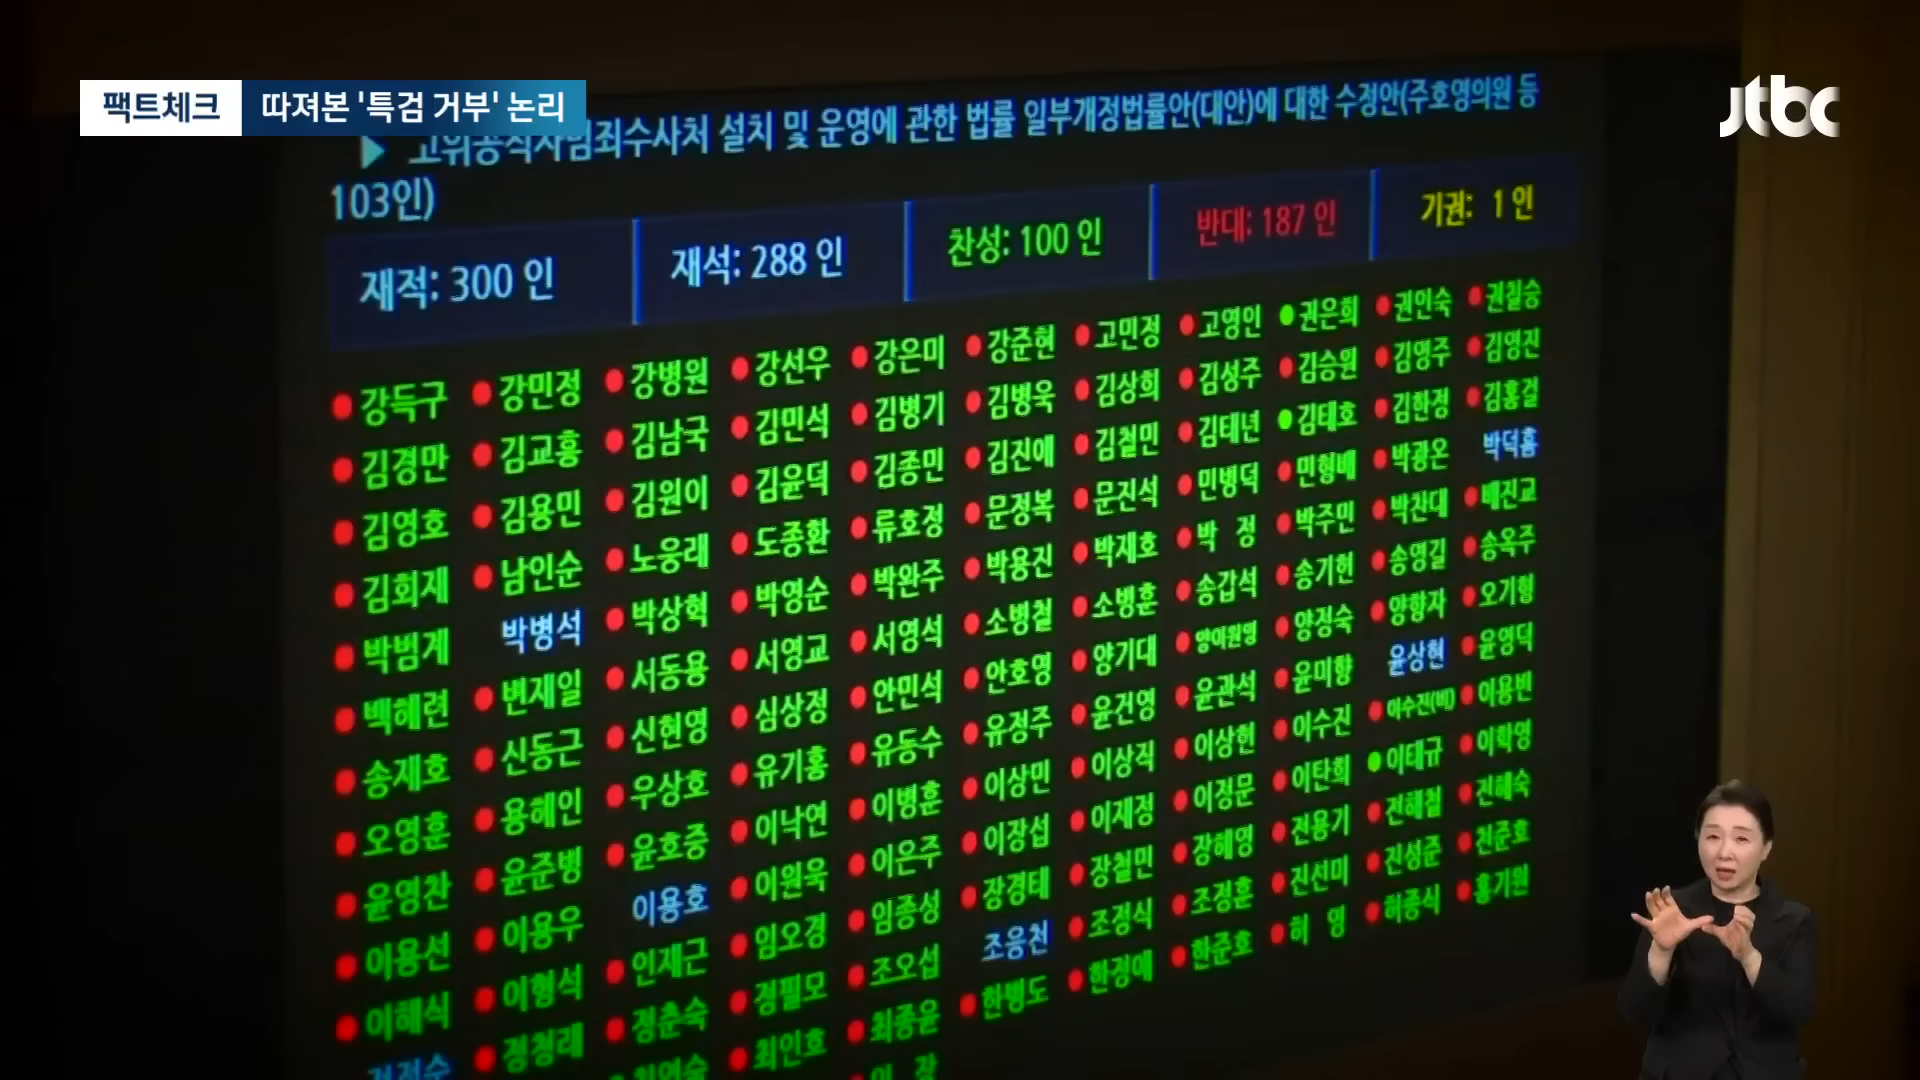 팩트체크 따져본 '특검 거부' 논리
jtbc
▶ 고위공직자범죄수사처 설치 및 운영에 관한 법률 일부개정법률안(대안)에 대한 수정안(주호영의원 등
103인)
재적: 300 인 재석: 288 인 찬성: 100 인 반대: 187 인 기권: 1 인
강득구 강민정 강병원 강선우 강은미 강준현 고민정 고영인 권은희 권인숙 권칠승
김경만 김교흥 김남국 김민석 김병기 김병욱 김상희 김성주 김승원 김영주 김영진
김영호 김용민 김원이 김윤덕 김종민 김진애 김철민 김태년 김태호 김한정 김홍걸
김회재 남인순 노웅래 도종환 류호정 문정복 문진석 민병덕 민형배 박광온 박덕흠
박범계 박병석 박상혁 박영순 박완주 박용진 박재호 박 정 박주민 박찬대 배진교
백혜련 변재일 서동용 서영교 서영석 소병철 소병훈 송갑석 송기헌 송영길 송옥주
송재호 신동근 신현영 심상정 안민석 안호영 양기대 양이원영 양정숙 양향자 오기형
오영훈 용혜인 우상호 유기홍 유동수 유정주 윤건영 윤관석 윤미향 윤상현 윤영덕
윤영찬 윤준병 윤호중 이낙연 이병훈 이상민 이상직 이상헌 이수진 이수진(비) 이용빈
이용선 이용우 이용호 이원욱 이은주 이장섭 이재정 이정문 이탄희 이태규 이학영
이해식 이형석 인재근 임오경 임종성 장경태 장철민 장혜영 전용기 전해철 전혜숙
정청래 정춘숙 정필모 조오섭 조응천 조정식 조정훈 진선미 진성준 천준호
최인호 최종윤 한병도 한정애 한준호 허 영 허종식 홍기원